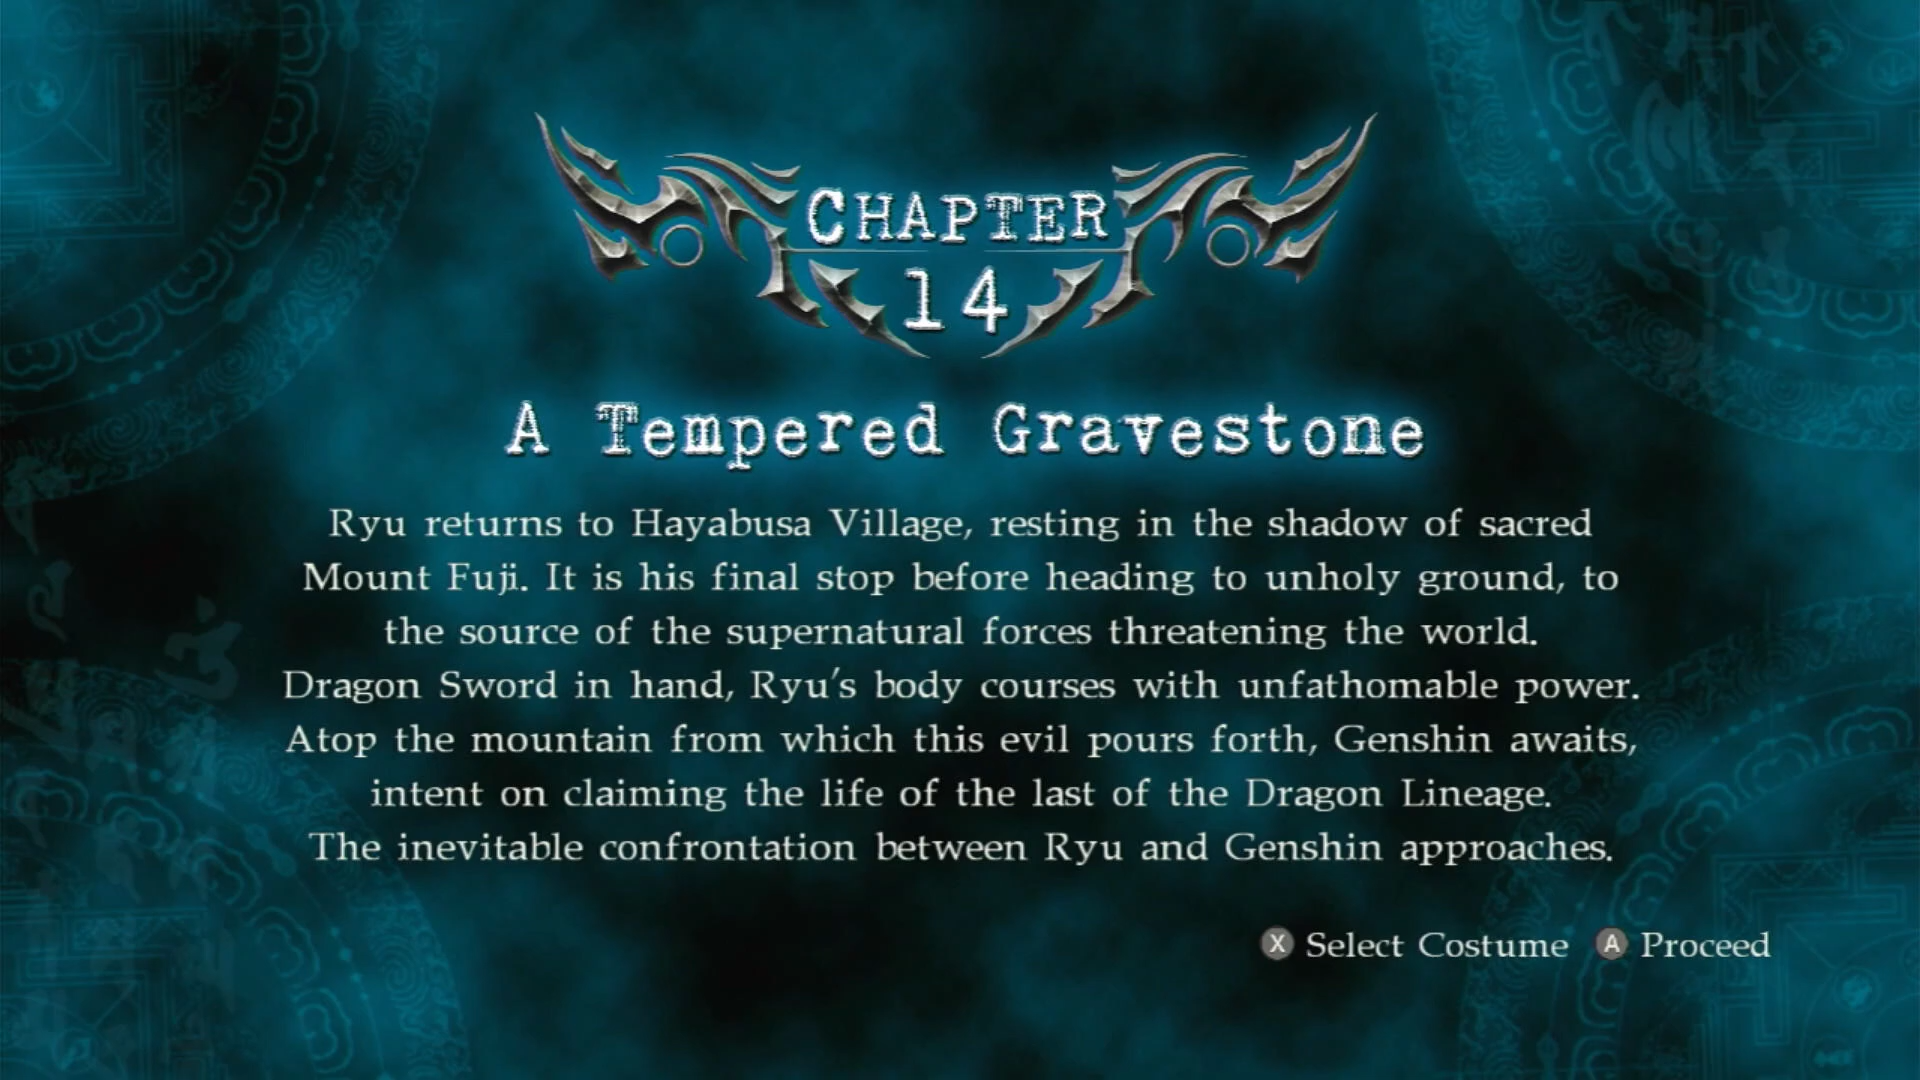 CHAPTER
14
A Tempered Gravestone
Ryu returns to Hayabusa Village, resting in the shadow of sacred
Mount Fuji. It is his final stop before heading to unholy ground, to
the source of the supernatural forces threatening the world.
Dragon Sword in hand, Ryu's body courses with unfathomable power.
Atop the mountain from which this evil pours forth, Genshin awaits,
intent on claiming the life of the last of the Dragon Lineage.
The inevitable confrontation between Ryu and Genshin approaches.
X Select Costume A Proceed